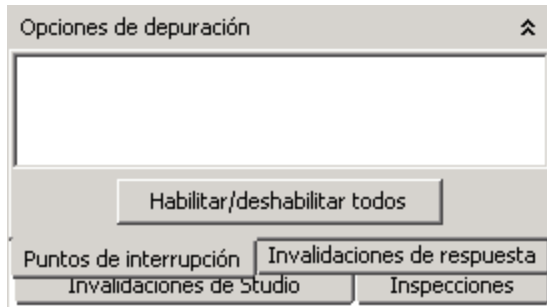 Opciones de depuración
Habilitar/deshabilitar todos
Puntos de interrupción
Invalidaciones de respuesta
Invalidaciones de Studio
Inspecciones